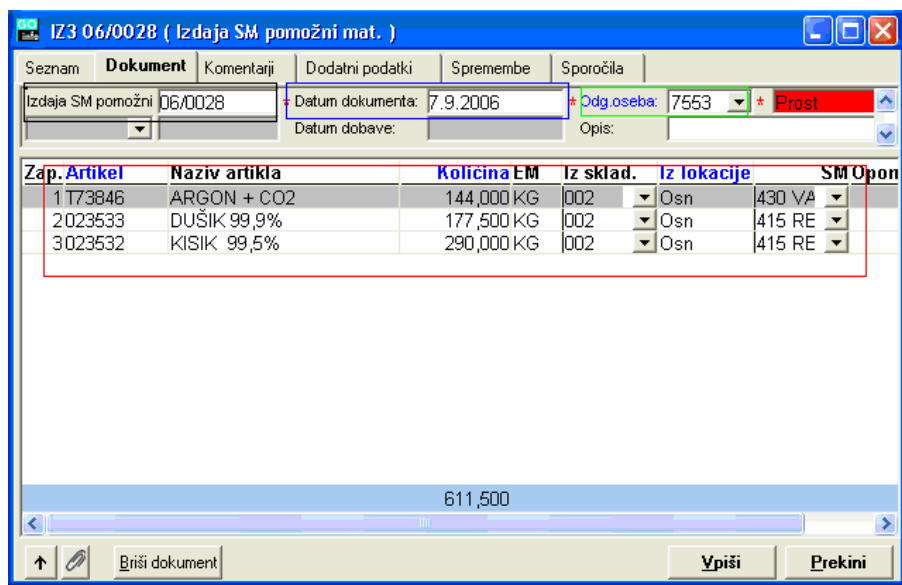 GO
IZ3 06/0028 ( Izdaja SM pomožni mat. )
Seznam Dokument Komentarji Dodatni podatki Spremembe Sporočila
Izdaja SM pomožni 06/0028 * Datum dokumenta: 7.9.2006 * Odg.oseba: 7553 * Prost
Datum dobave: Opis:
Zap. Artikel Naziv artikla Količina EM Iz sklad. Iz lokacije SM Opon
1 T73846 ARGON + CO2 144,000 KG 002 Osn 430 VA
2 023533 DUŠIK 99,9% 177,500 KG 002 Osn 415 RE
3 023532 KISIK 99,5% 290,000 KG 002 Osn 415 RE
611,500
Briši dokument Vpiši Prekini